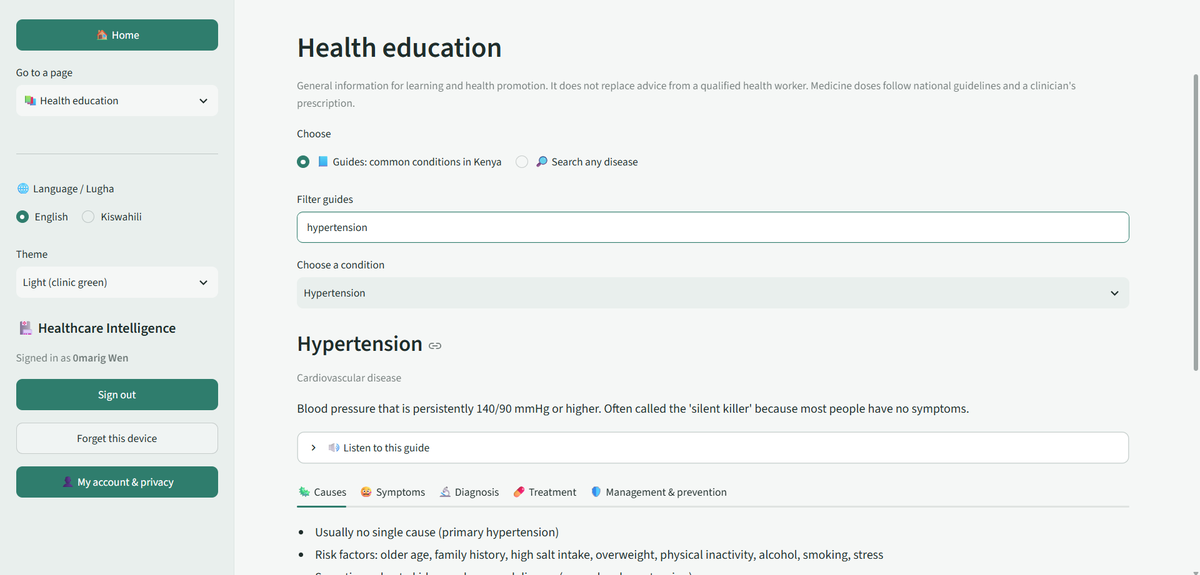 Home
Go to a page
Health education
Language / Lugha
English
Kiswahili
Theme
Light (clinic green)
Healthcare Intelligence
Signed in as 0marig Wen
Sign out
Forget this device
My account & privacy
Health education
General information for learning and health promotion. It does not replace advice from a qualified health worker. Medicine doses follow national guidelines and a clinician's
prescription.
Choose
Guides: common conditions in Kenya
Search any disease
Filter guides
hypertension
Choose a condition
Hypertension
Hypertension
Cardiovascular disease
Blood pressure that is persistently 140/90 mmHg or higher. Often called the 'silent killer' because most people have no symptoms.
Listen to this guide
Causes
Symptoms
Diagnosis
Treatment
Management & prevention
• Usually no single cause (primary hypertension)
• Risk factors: older age, family history, high salt intake, overweight, physical inactivity, alcohol, smoking, stress